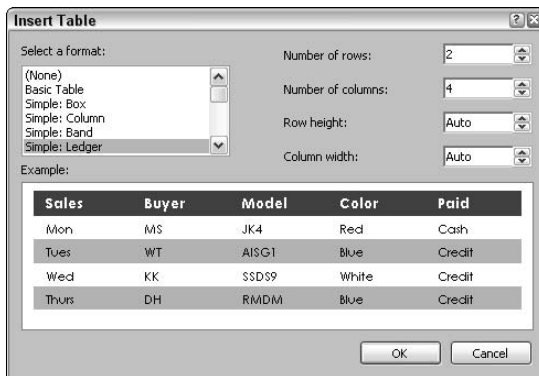 Insert Table
Select a format:
(None)
Basic Table
Simple: Box
Simple: Column
Simple: Band
Simple: Ledger
Number of rows: 2
Number of columns: 4
Row height: Auto
Column width: Auto
Example:
Sales Buyer Model Color Paid
Mon MS JK4 Red Cash
Tues WT AISG1 Blue Credit
Wed KK SSDS9 White Credit
Thurs DH RMDM Blue Credit
OK Cancel